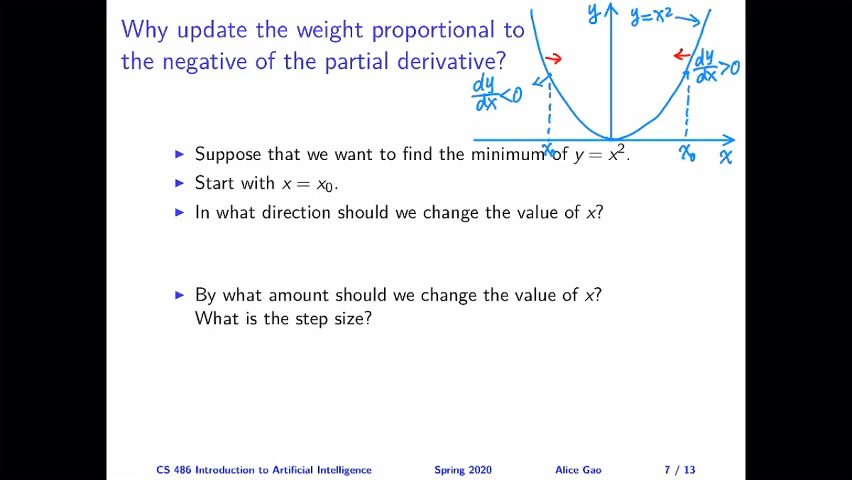 Why update the weight proportional to
the negative of the partial derivative?
y
y=x²
dy/dx<0
dy/dx>0
x₀
x₀
x
▶ Suppose that we want to find the minimum of y = x².
▶ Start with x = x₀.
▶ In what direction should we change the value of x?
▶ By what amount should we change the value of x?
What is the step size?
CS 486 Introduction to Artificial Intelligence Spring 2020 Alice Gao 7 / 13